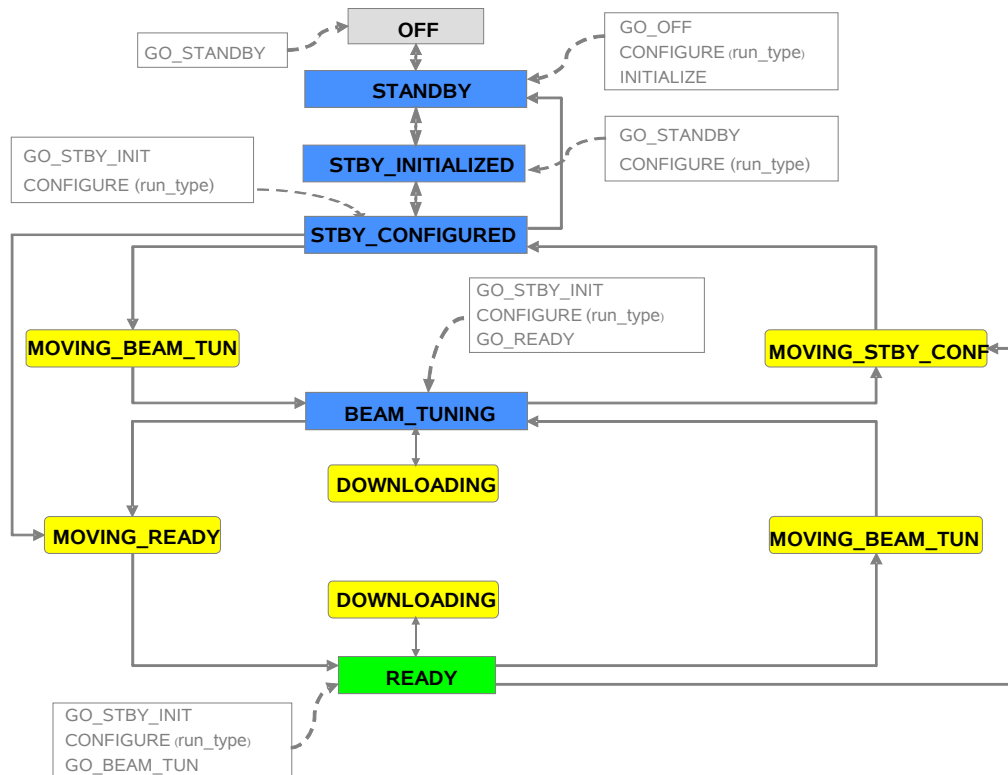 OFF
GO_STANDBY
GO_OFF
CONFIGURE (run_type)
INITIALIZE
STANDBY
GO_STANDBY
CONFIGURE (run_type)
STBY_INITIALIZED
GO_STBY_INIT
CONFIGURE (run_type)
STBY_CONFIGURED
GO_STBY_INIT
CONFIGURE (run_type)
GO_READY
MOVING_BEAM_TUN
MOVING_STBY_CONF
BEAM_TUNING
DOWNLOADING
MOVING_READY
MOVING_BEAM_TUN
DOWNLOADING
READY
GO_STBY_INIT
CONFIGURE (run_type)
GO_BEAM_TUN